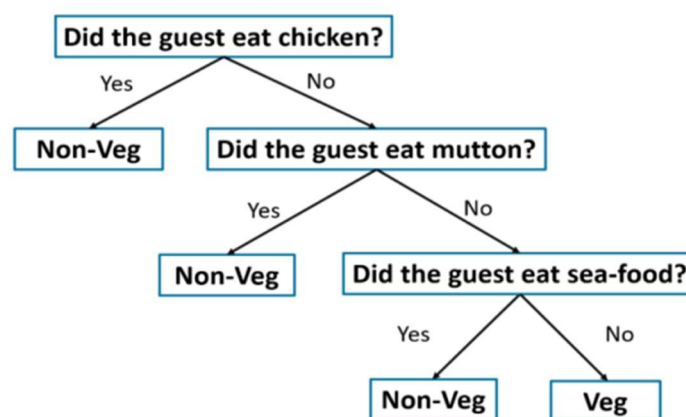 Did the guest eat chicken?
Yes
No
Non-Veg
Did the guest eat mutton?
Yes
No
Non-Veg
Did the guest eat sea-food?
Yes
No
Non-Veg
Veg